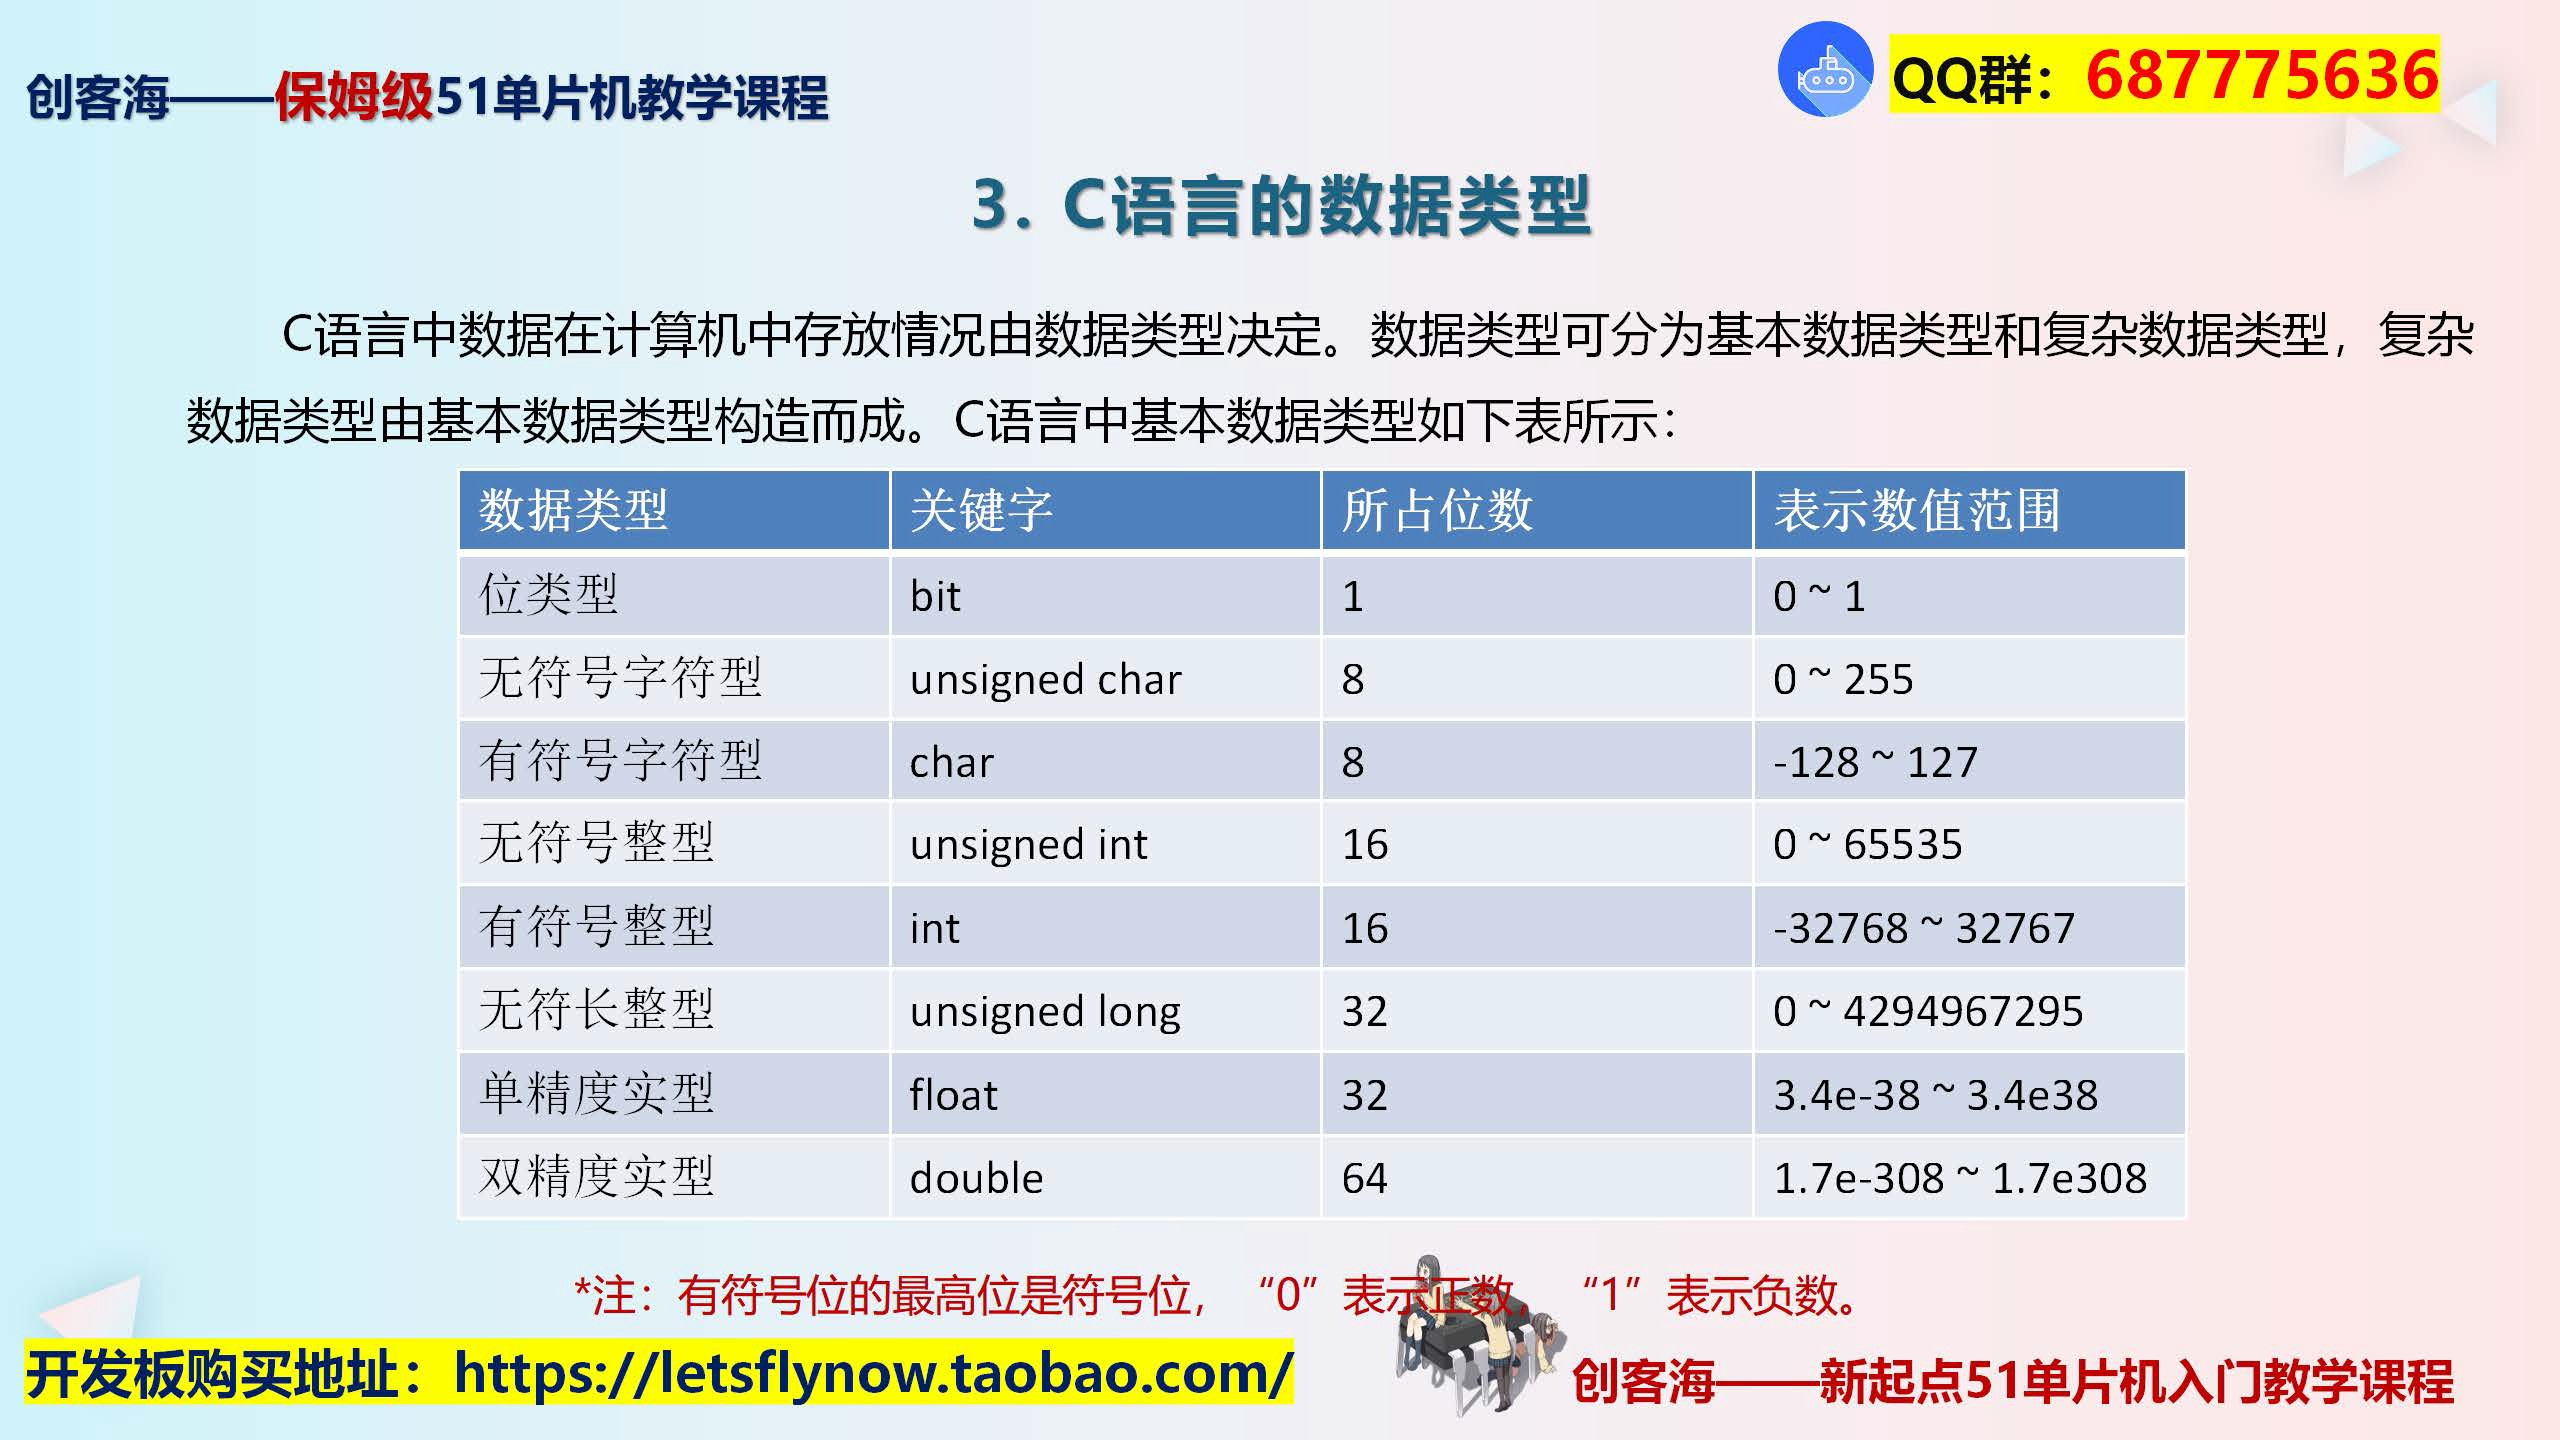 创客海——保姆级51单片机教学课程
QQ群：687775636
3. C语言的数据类型
C语言中数据在计算机中存放情况由数据类型决定。数据类型可分为基本数据类型和复杂数据类型，复杂
数据类型由基本数据类型构造而成。C语言中基本数据类型如下表所示：
数据类型 关键字 所占位数 表示数值范围
位类型 bit 1 0 ~ 1
无符号字符型 unsigned char 8 0 ~ 255
有符号字符型 char 8 -128 ~ 127
无符号整型 unsigned int 16 0 ~ 65535
有符号整型 int 16 -32768 ~ 32767
无符长整型 unsigned long 32 0 ~ 4294967295
单精度实型 float 32 3.4e-38 ~ 3.4e38
双精度实型 double 64 1.7e-308 ~ 1.7e308
*注：有符号位的最高位是符号位，“0”表示正数，“1”表示负数。
开发板购买地址：https://letsflynow.taobao.com/
创客海——新起点51单片机入门教学课程